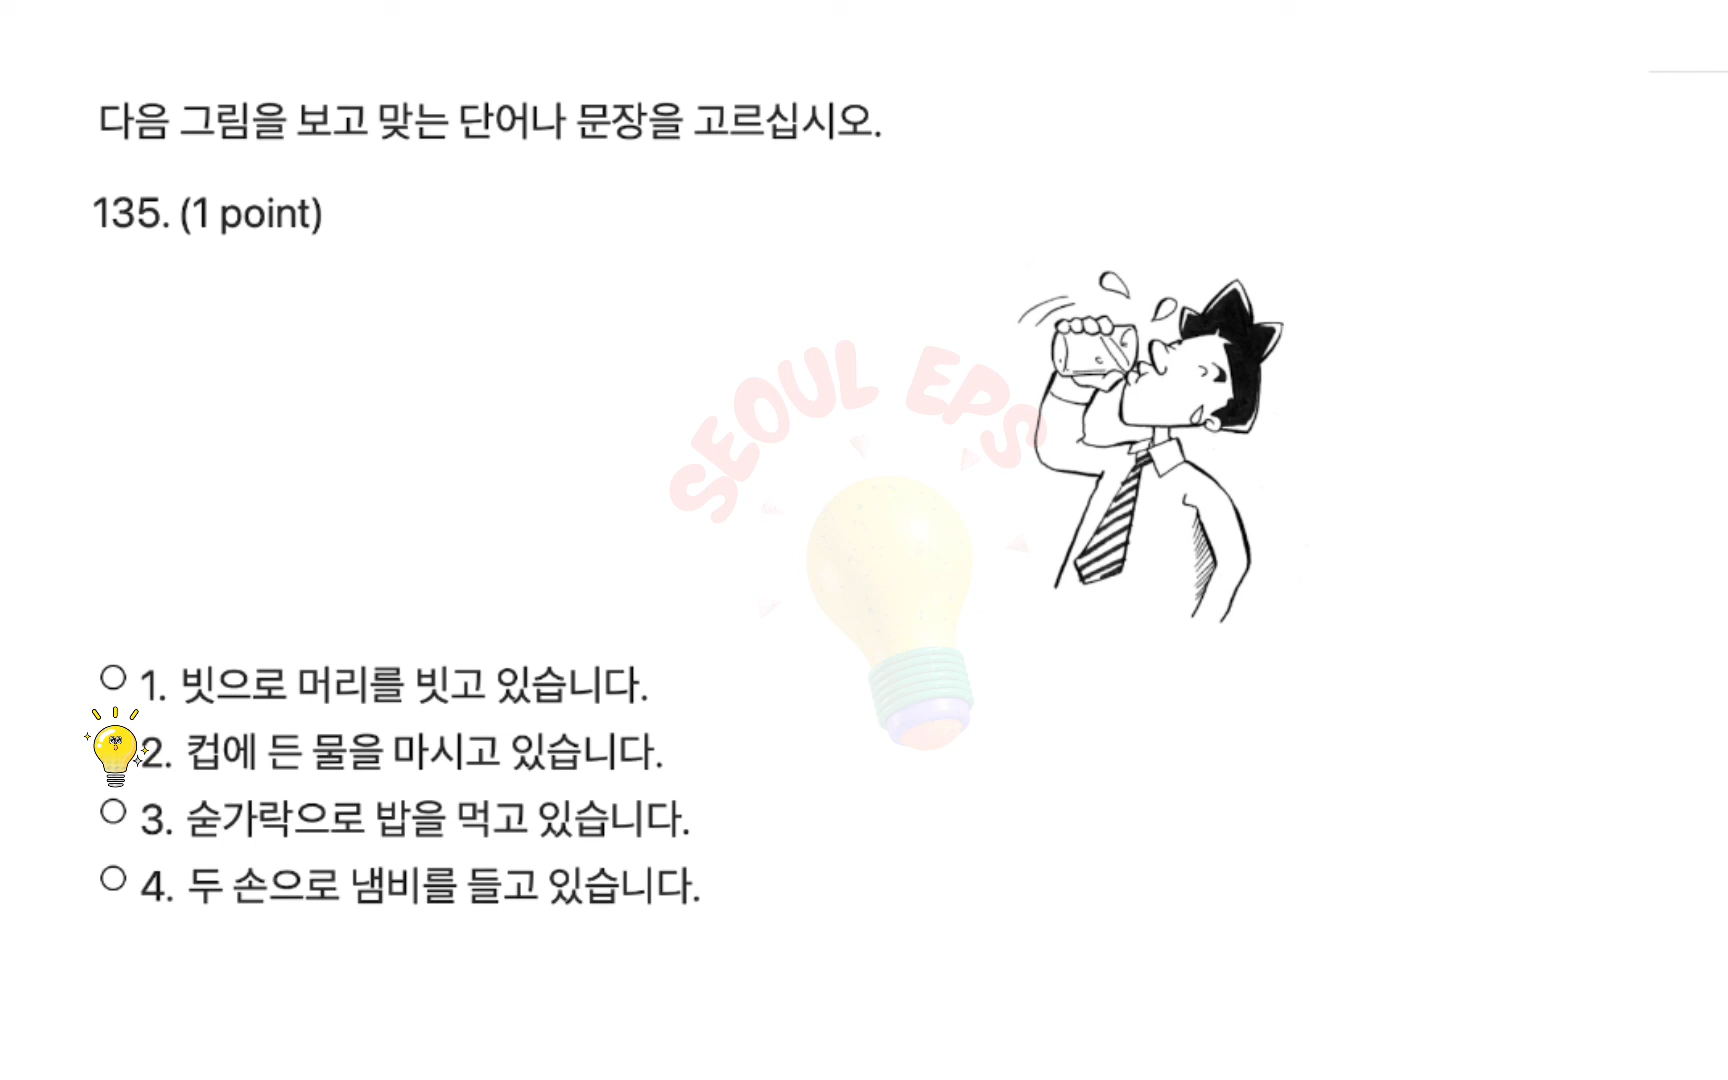 다음 그림을 보고 맞는 단어나 문장을 고르십시오.
135. (1 point)
SEOUL EPS
1. 빗으로 머리를 빗고 있습니다.
2. 컵에 든 물을 마시고 있습니다.
3. 숟가락으로 밥을 먹고 있습니다.
4. 두 손으로 냄비를 들고 있습니다.